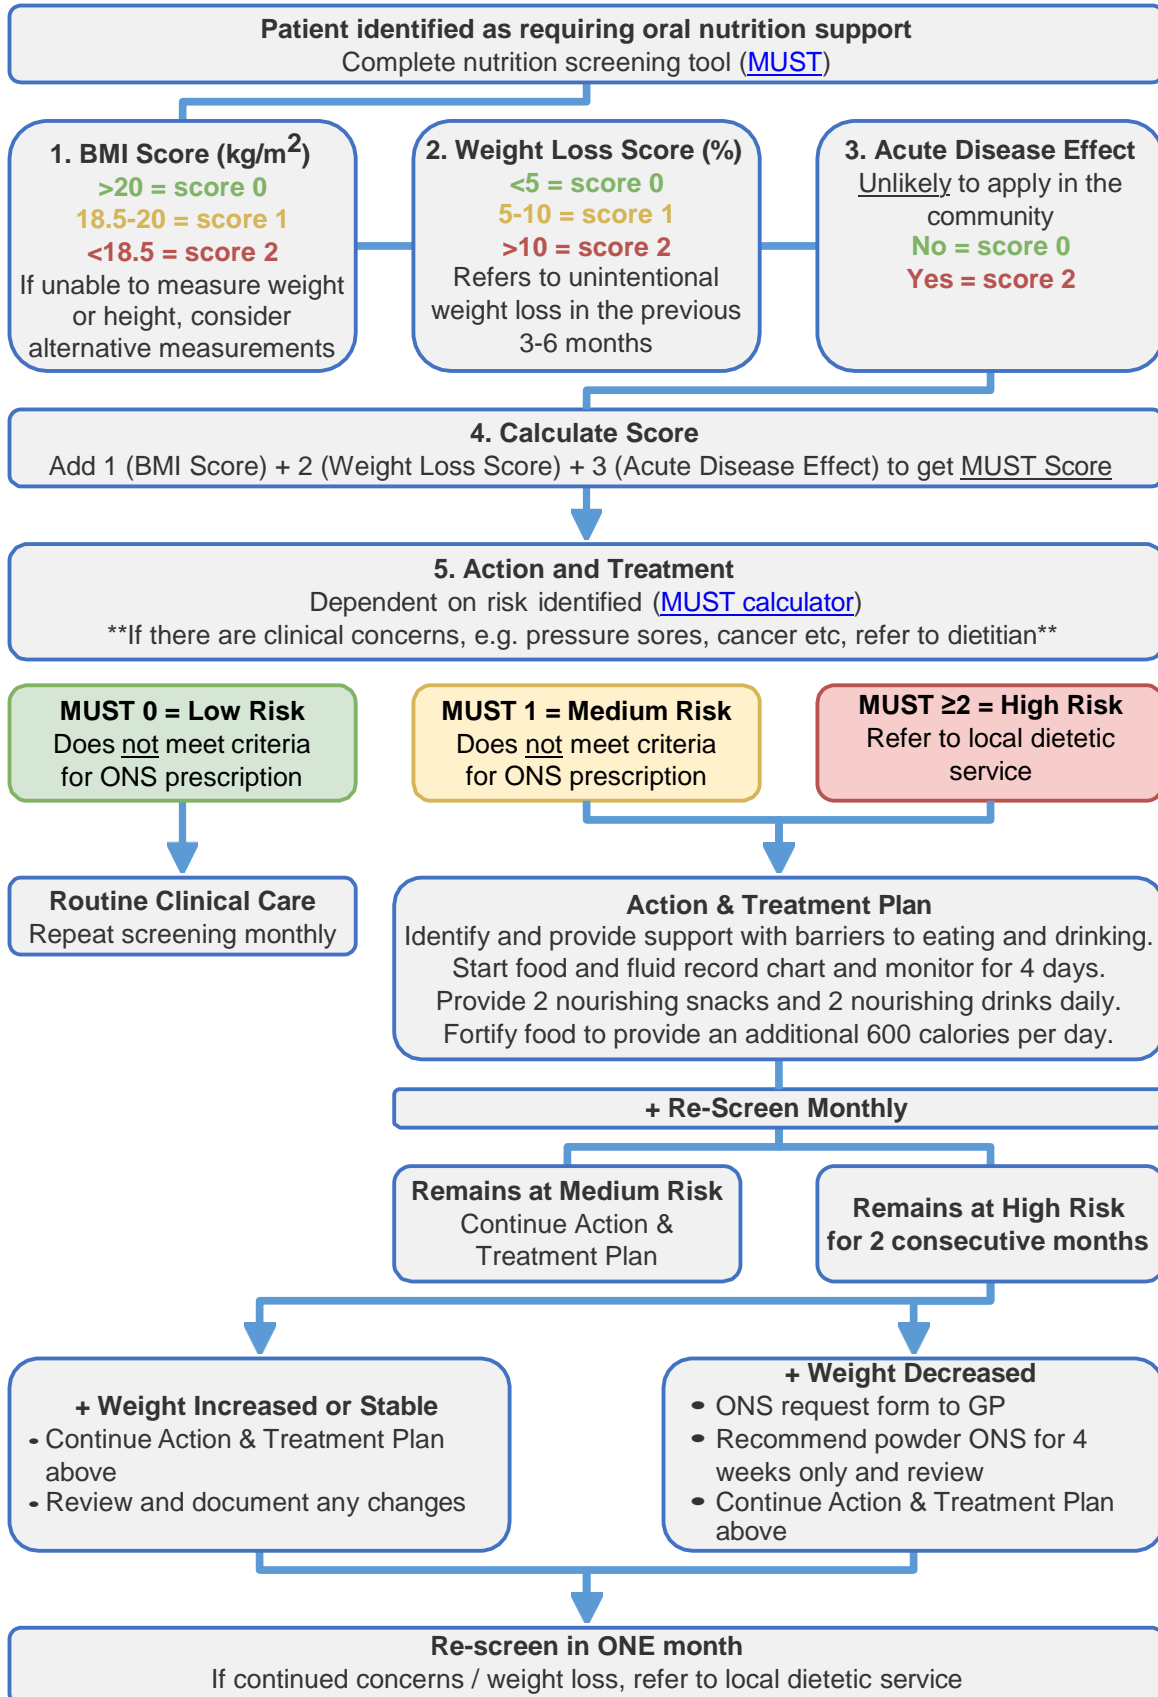 Patient identified as requiring oral nutrition support
Complete nutrition screening tool (MUST)
1. BMI Score (kg/m²)
>20 = score 0
18.5-20 = score 1
<18.5 = score 2
If unable to measure weight
or height, consider
alternative measurements
2. Weight Loss Score (%)
<5 = score 0
5-10 = score 1
>10 = score 2
Refers to unintentional
weight loss in the previous
3-6 months
3. Acute Disease Effect
Unlikely to apply in the
community
No = score 0
Yes = score 2
4. Calculate Score
Add 1 (BMI Score) + 2 (Weight Loss Score) + 3 (Acute Disease Effect) to get MUST Score
5. Action and Treatment
Dependent on risk identified (MUST calculator)
**If there are clinical concerns, e.g. pressure sores, cancer etc, refer to dietitian**
MUST 0 = Low Risk
Does not meet criteria
for ONS prescription
MUST 1 = Medium Risk
Does not meet criteria
for ONS prescription
MUST ≥2 = High Risk
Refer to local dietetic
service
Routine Clinical Care
Repeat screening monthly
Action & Treatment Plan
Identify and provide support with barriers to eating and drinking.
Start food and fluid record chart and monitor for 4 days.
Provide 2 nourishing snacks and 2 nourishing drinks daily.
Fortify food to provide an additional 600 calories per day.
+ Re-Screen Monthly
Remains at Medium Risk
Continue Action &
Treatment Plan
Remains at High Risk
for 2 consecutive months
+ Weight Increased or Stable
• Continue Action & Treatment Plan
above
• Review and document any changes
+ Weight Decreased
• ONS request form to GP
• Recommend powder ONS for 4
weeks only and review
• Continue Action & Treatment Plan
above
Re-screen in ONE month
If continued concerns / weight loss, refer to local dietetic service